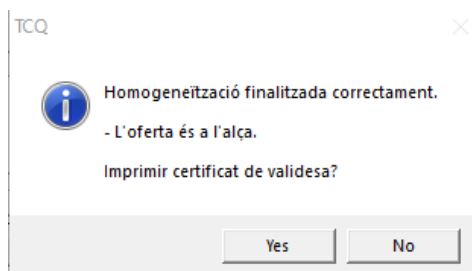 TCQ
Homogeneïtzació finalitzada correctament.
- L'oferta és a l'alça.
Imprimir certificat de validesa?
Yes No